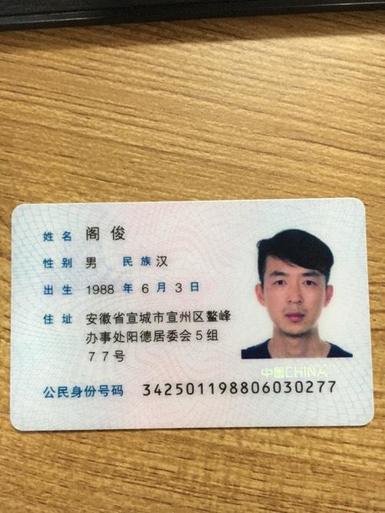 姓名 阁俊
性别 男 民族 汉
出生 1988 年 6 月 3 日
住址 安徽省宣城市宣州区鳌峰
办事处阳德居委会5组
77号
中国CHINA
公民身份号码 342501198806030277